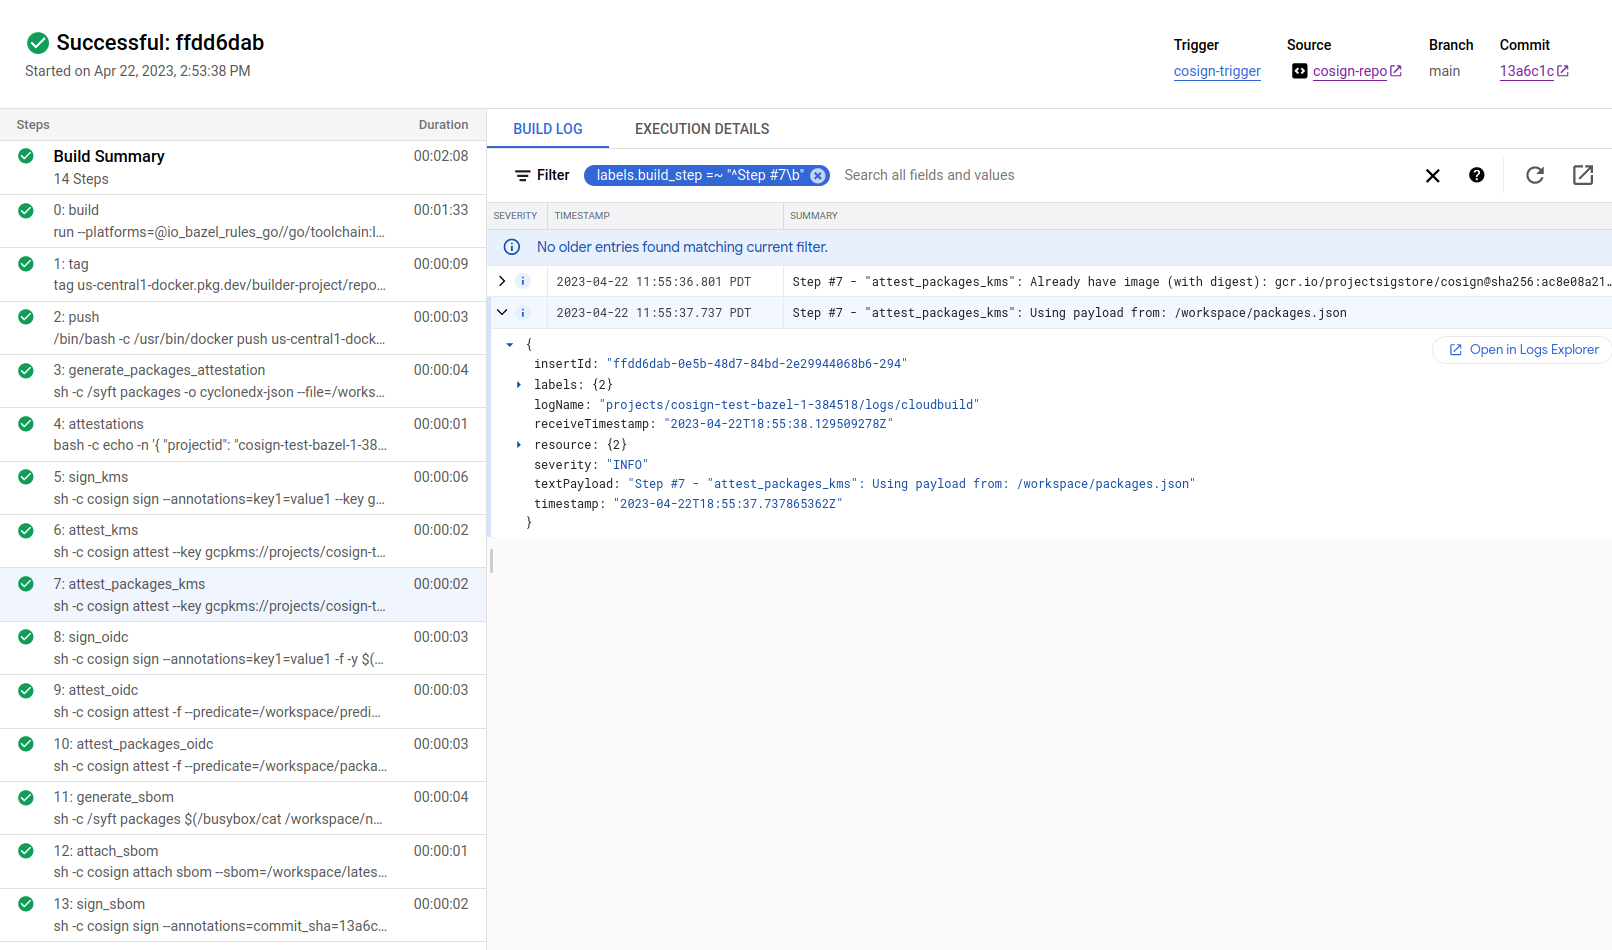 Successful: ffdd6dab
Started on Apr 22, 2023, 2:53:38 PM
Trigger
cosign-trigger
Source
cosign-repo
Branch
main
Commit
13a6c1c
Steps
Duration
Build Summary
00:02:08
14 Steps
0: build
00:01:33
run --platforms=@io_bazel_rules_go//go/toolchain:l…
1: tag
00:00:09
tag us-central1-docker.pkg.dev/builder-project/repo…
2: push
00:00:03
/bin/bash -c /usr/bin/docker push us-central1-dock…
3: generate_packages_attestation
00:00:04
sh -c /syft packages -o cyclonedx-json --file=/works…
4: attestations
00:00:01
bash -c echo -n '{ "projectid": "cosign-test-bazel-1-38…
5: sign_kms
00:00:06
sh -c cosign sign --annotations=key1=value1 --key g…
6: attest_kms
00:00:02
sh -c cosign attest --key gcpkms://projects/cosign-t…
7: attest_packages_kms
00:00:02
sh -c cosign attest --key gcpkms://projects/cosign-t…
8: sign_oidc
00:00:03
sh -c cosign sign --annotations=key1=value1 -f -y $(…
9: attest_oidc
00:00:03
sh -c cosign attest -f --predicate=/workspace/predi…
10: attest_packages_oidc
00:00:03
sh -c cosign attest -f --predicate=/workspace/packa…
11: generate_sbom
00:00:04
sh -c /syft packages $(/busybox/cat /workspace/n…
12: attach_sbom
00:00:01
sh -c cosign attach sbom --sbom=/workspace/lates…
13: sign_sbom
00:00:02
sh -c cosign sign --annotations=commit_sha=13a6c…
BUILD LOG
EXECUTION DETAILS
Filter
labels.build_step =~ "^Step #7\b"
Search all fields and values
SEVERITY
TIMESTAMP
SUMMARY
No older entries found matching current filter.
2023-04-22 11:55:36.801 PDT
Step #7 - "attest_packages_kms": Already have image (with digest): gcr.io/projectsigstore/cosign@sha256:ac8e08a21…
2023-04-22 11:55:37.737 PDT
Step #7 - "attest_packages_kms": Using payload from: /workspace/packages.json
{
Open in Logs Explorer
insertId: "ffdd6dab-0e5b-48d7-84bd-2e29944068b6-294"
labels: {2}
logName: "projects/cosign-test-bazel-1-384518/logs/cloudbuild"
receiveTimestamp: "2023-04-22T18:55:38.129509278Z"
resource: {2}
severity: "INFO"
textPayload: "Step #7 - "attest_packages_kms": Using payload from: /workspace/packages.json"
timestamp: "2023-04-22T18:55:37.737865362Z"
}